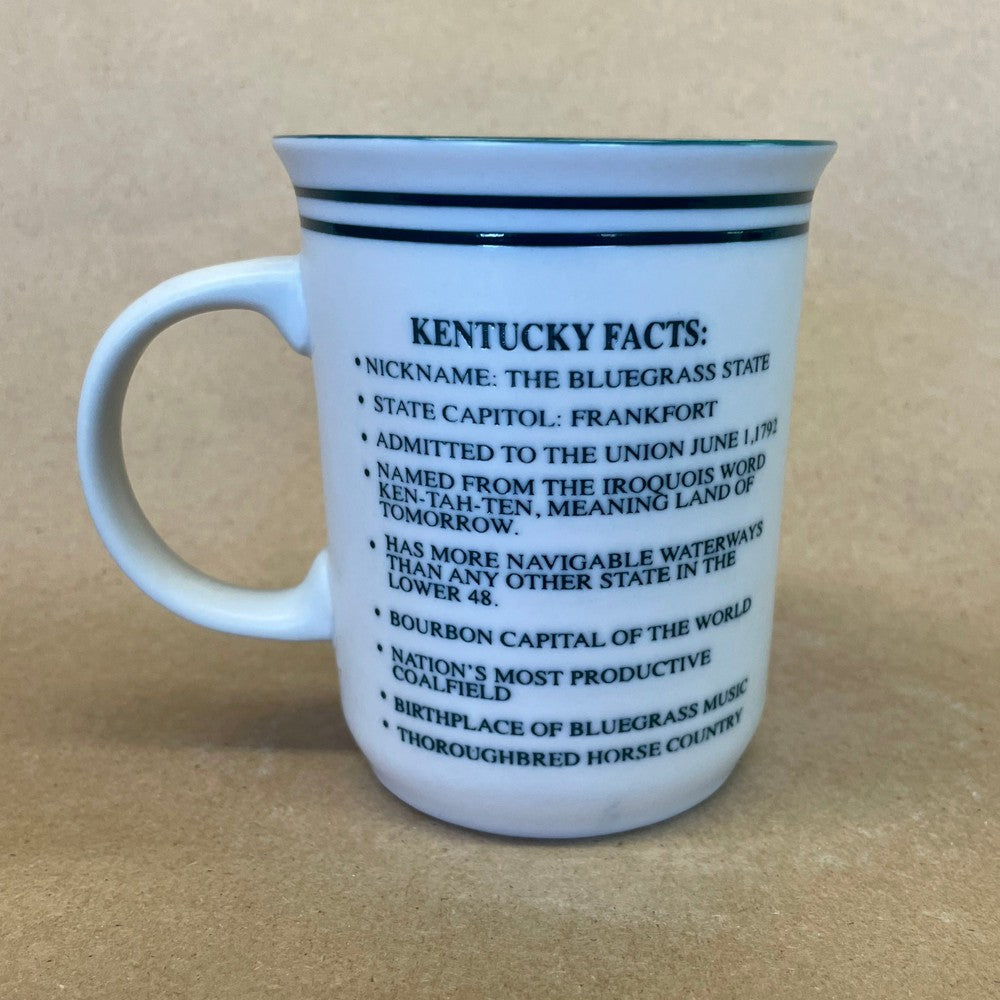 KENTUCKY FACTS:
• NICKNAME: THE BLUEGRASS STATE
• STATE CAPITOL: FRANKFORT
• ADMITTED TO THE UNION JUNE 1,1792
• NAMED FROM THE IROQUOIS WORD
KEN-TAH-TEN, MEANING LAND OF
TOMORROW.
• HAS MORE NAVIGABLE WATERWAYS
THAN ANY OTHER STATE IN THE
LOWER 48.
• BOURBON CAPITAL OF THE WORLD
• NATION'S MOST PRODUCTIVE
COALFIELD
• BIRTHPLACE OF BLUEGRASS MUSIC
• THOROUGHBRED HORSE COUNTRY